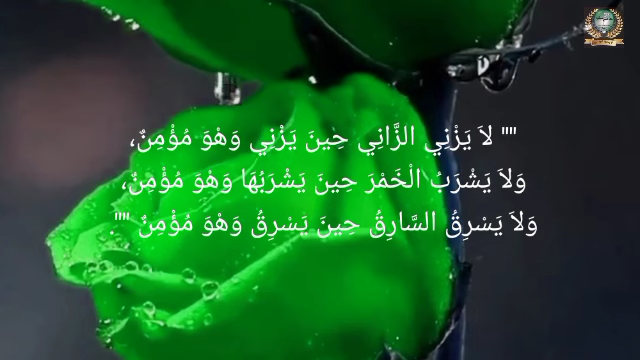 "" لاَ يَزْنِي الزَّانِي حِينَ يَزْنِي وَهْوَ مُؤْمِنٌ،
وَلاَ يَشْرَبُ الْخَمْرَ حِينَ يَشْرَبُهَا وَهْوَ مُؤْمِنٌ،
وَلاَ يَسْرِقُ السَّارِقُ حِينَ يَسْرِقُ وَهْوَ مُؤْمِنٌ "".